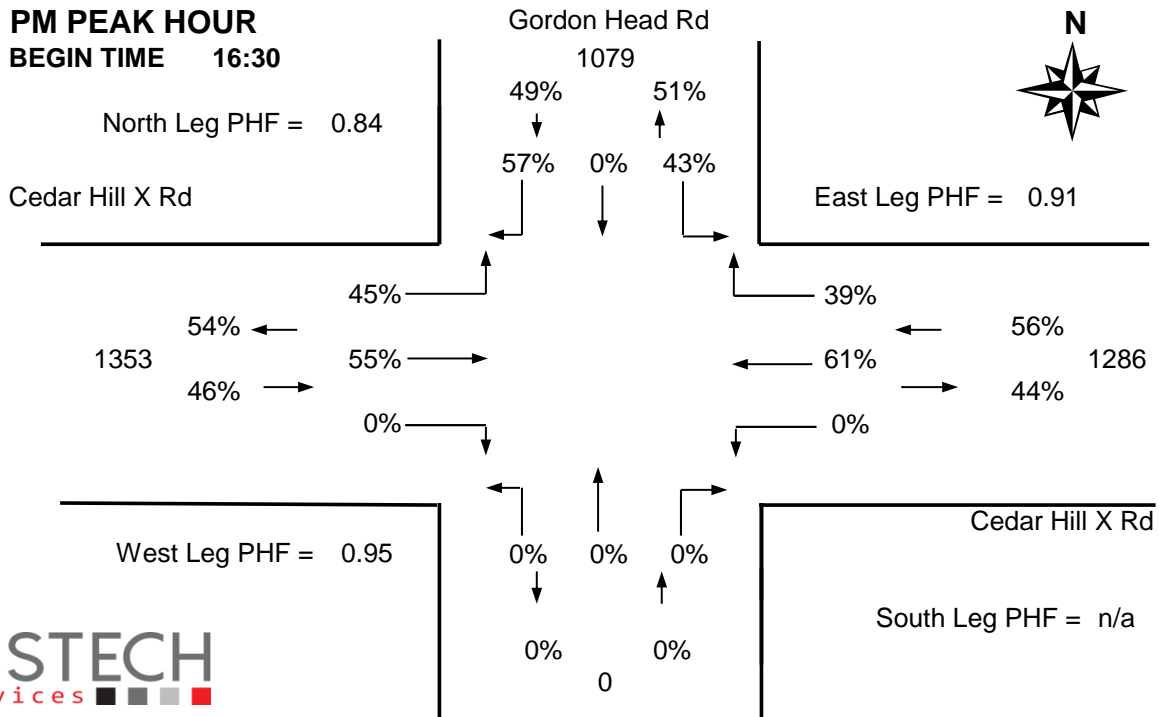 PM PEAK HOUR
Gordon Head Rd
N
BEGIN TIME 16:30
1079
49% 51%
North Leg PHF = 0.84
57% 0% 43%
Cedar Hill X Rd
East Leg PHF = 0.91
45% 39%
54% 56%
1353 55% 61% 1286
46% 44%
0% 0%
Cedar Hill X Rd
West Leg PHF = 0.95
0% 0% 0%
South Leg PHF = n/a
0% 0%
0
STECH
vices